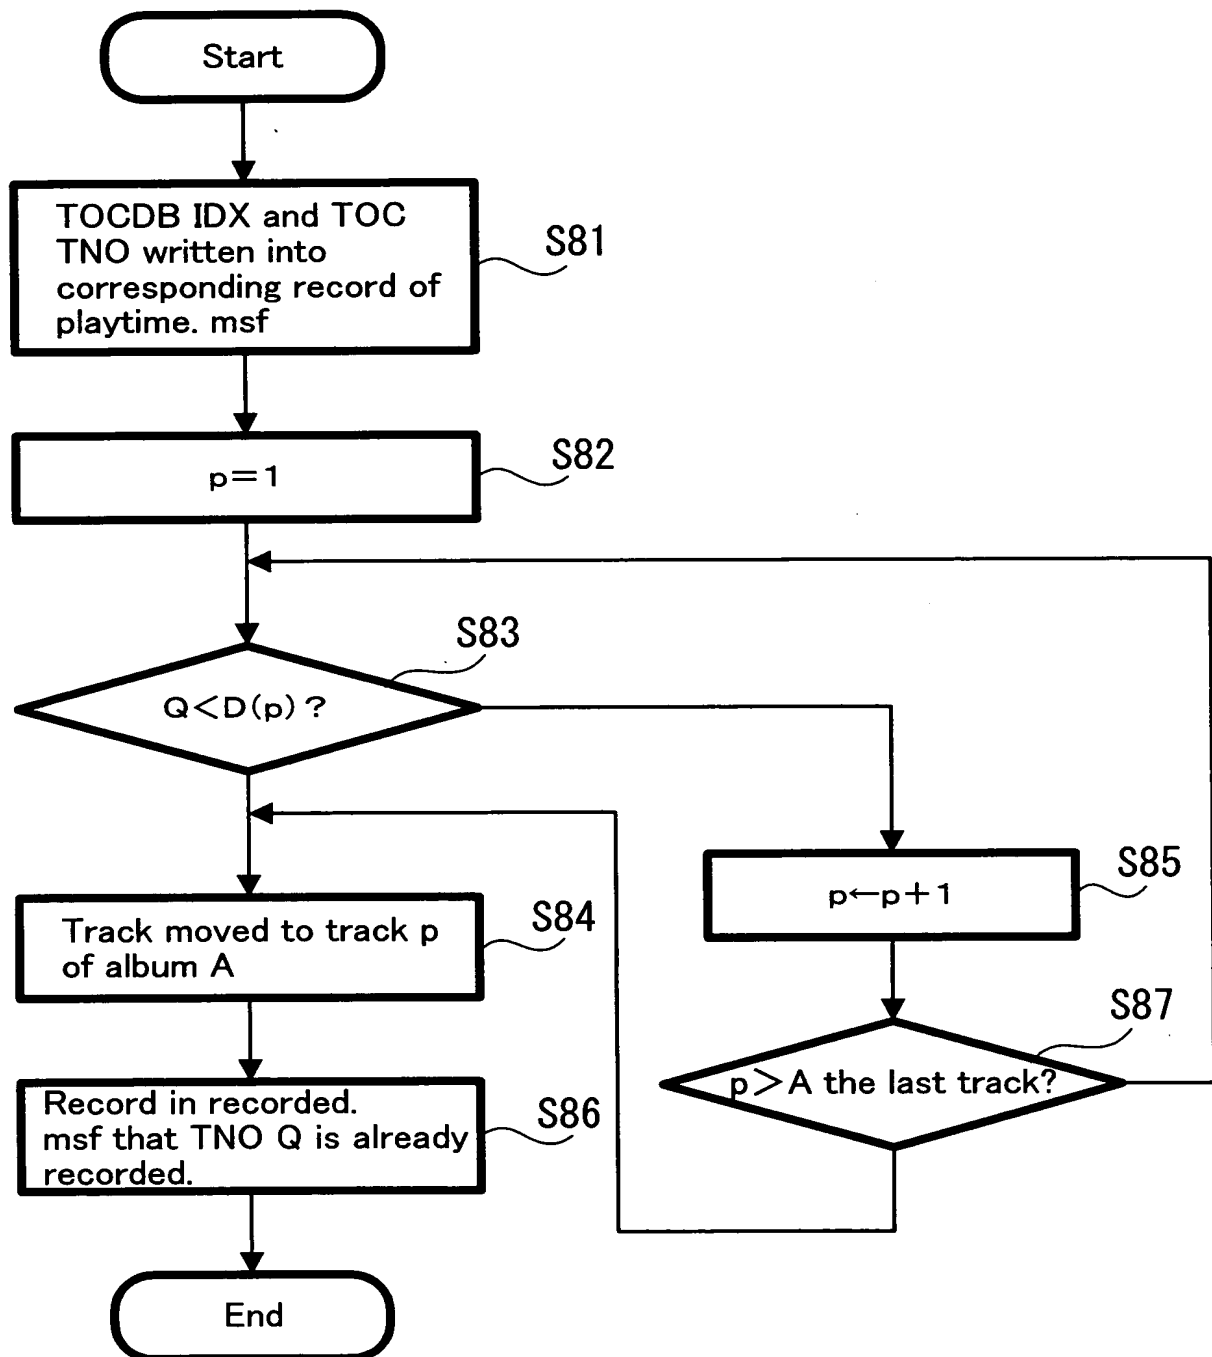 Start
TOCDB IDX and TOC
TNO written into
corresponding record of
playtime. msf
S81
p=1
S82
S83
Q<D(p)?
S85
p←p+1
Track moved to track p
of album A
S84
S87
p>A the last track?
Record in recorded.
msf that TNO Q is already
recorded.
S86
End